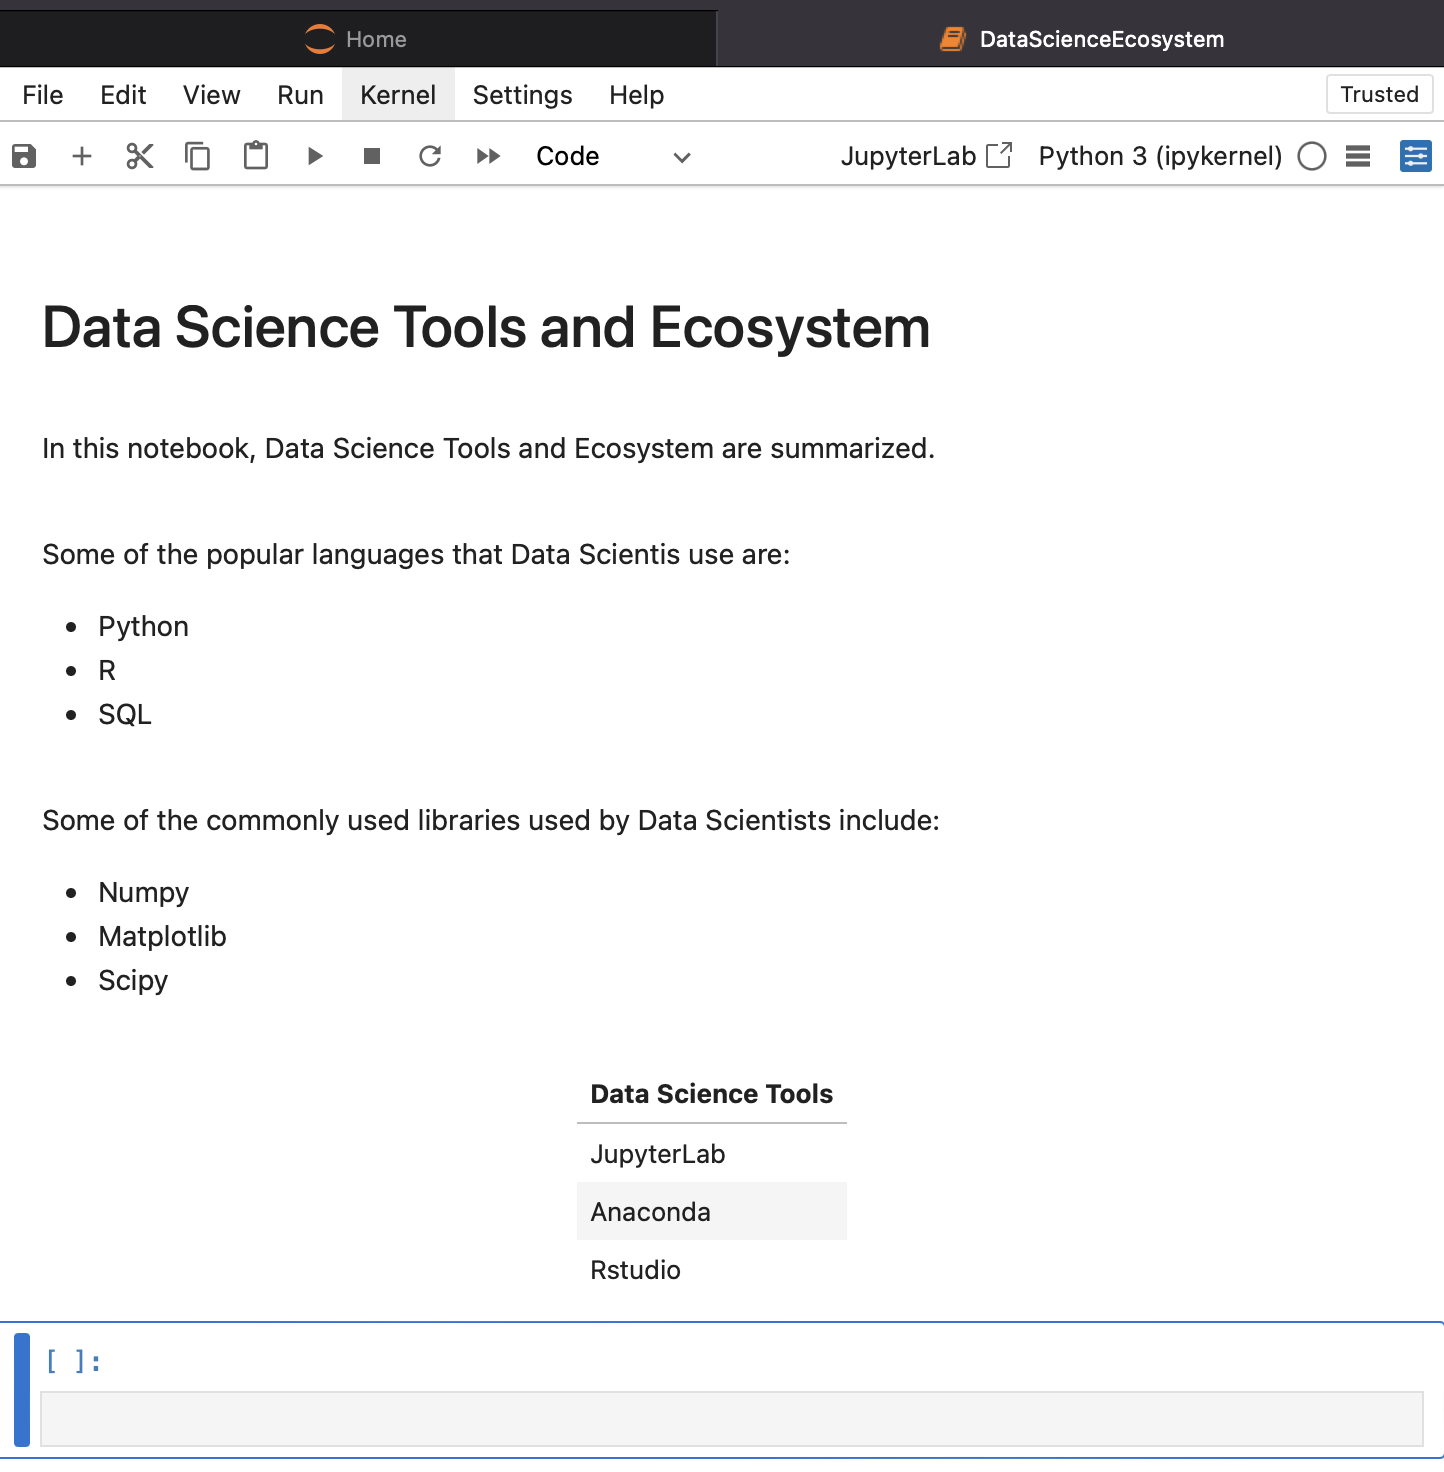 Home
DataScienceEcosystem
File Edit View Run Kernel Settings Help Trusted
Code JupyterLab Python 3 (ipykernel)
Data Science Tools and Ecosystem
In this notebook, Data Science Tools and Ecosystem are summarized.
Some of the popular languages that Data Scientis use are:
Python
R
SQL
Some of the commonly used libraries used by Data Scientists include:
Numpy
Matplotlib
Scipy
Data Science Tools
JupyterLab
Anaconda
Rstudio
[ ]: